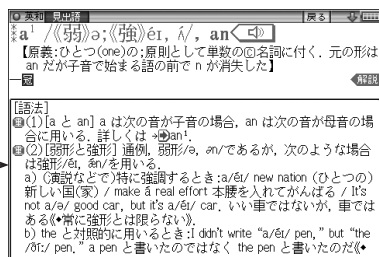 英和 見出語 戻る
*a¹ /《弱》ə;《強》éɪ, ǽ/, an
【原義:ひとつ(one)の;原則として単数のⒸ名詞に付く. 元の形は
an だが子音で始まる語の前で n が消失した】
冠 解説
[語法]
(1)[a と an] a は次の音が子音の場合, an は次の音が母音の場
合に用いる. 詳しくは→an¹.
(2)[弱形と強形] 通例, 弱形/ə, ən/であるが, 次のような場合
は強形/éɪ, ǽn/を用いる.
a) (演説などで)特に強調するとき:a/éɪ/ new nation (ひとつの)
新しい国(家) / make á real effort 本腰を入れてがんばる / It's
not a/ə/ good car, but it's a/éɪ/ car. いい車ではないが, 車では
ある《◆常に強形とは限らない》.
b) the と対照的に用いるとき:I didn't write “a/éɪ/ pen,” but “the
/ðíː/ pen.” a pen と書いたのではなく the pen と書いたのだ《◆